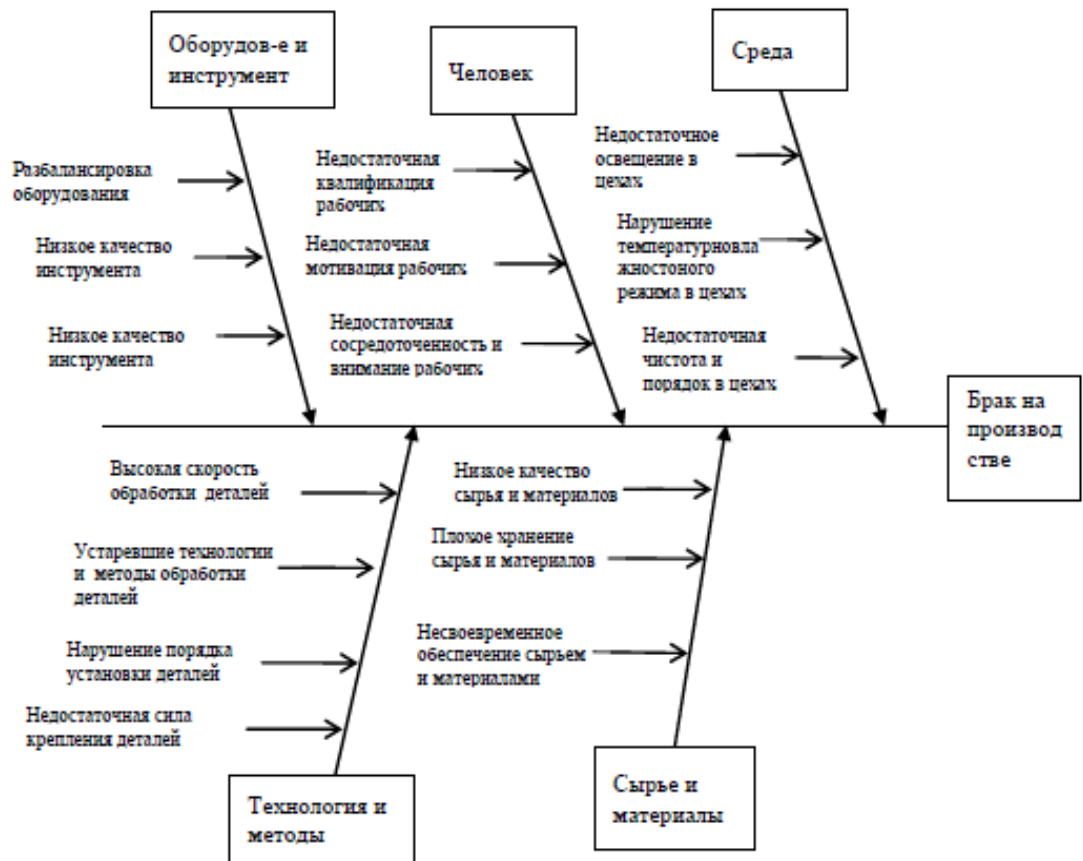 Оборудов-е и
инструмент
Человек
Среда
Разбалансировка
оборудования
Низкое качество
инструмента
Низкое качество
инструмента
Недостаточная
квалификация
рабочих
Недостаточная
мотивация рабочих
Недостаточная
сосредоточенность и
внимание рабочих
Недостаточное
освещение в
цехах
Нарушение
температурновла
жностоного
режима в цехах
Недостаточная
чистота и
порядок в цехах
Брак на
производ
стве
Высокая скорость
обработки деталей
Устаревшие технологии
и методы обработки
деталей
Нарушение порядка
установки деталей
Недостаточная сила
крепления деталей
Низкое качество
сырья и материалов
Плохое хранение
сырья и материалов
Несвоевременное
обеспечение сырьем
и материалами
Технология и
методы
Сырье и
материалы